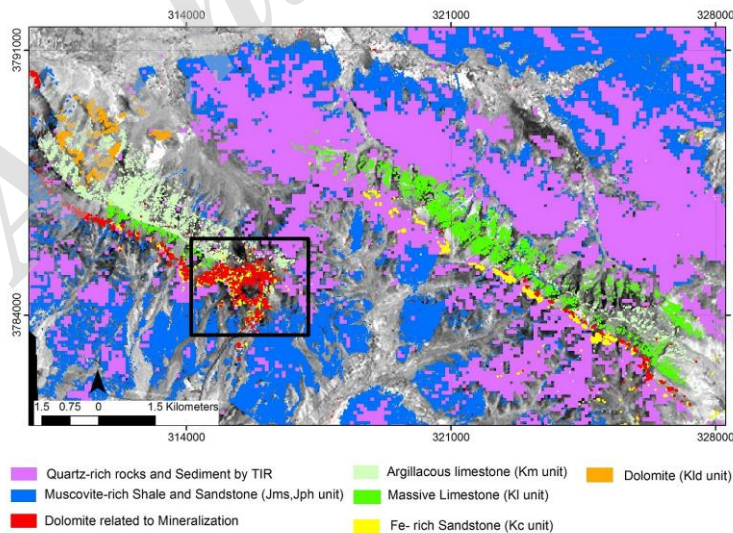 314000 321000 328000
3791000
3784000
1.5 0.75 0 1.5 Kilometers
314000 321000 328000
Quartz-rich rocks and Sediment by TIR
Muscovite-rich Shale and Sandstone (Jms,Jph unit)
Dolomite related to Mineralization
Argillacous limestone (Km unit)
Massive Limestone (Kl unit)
Fe- rich Sandstone (Kc unit)
Dolomite (Kld unit)